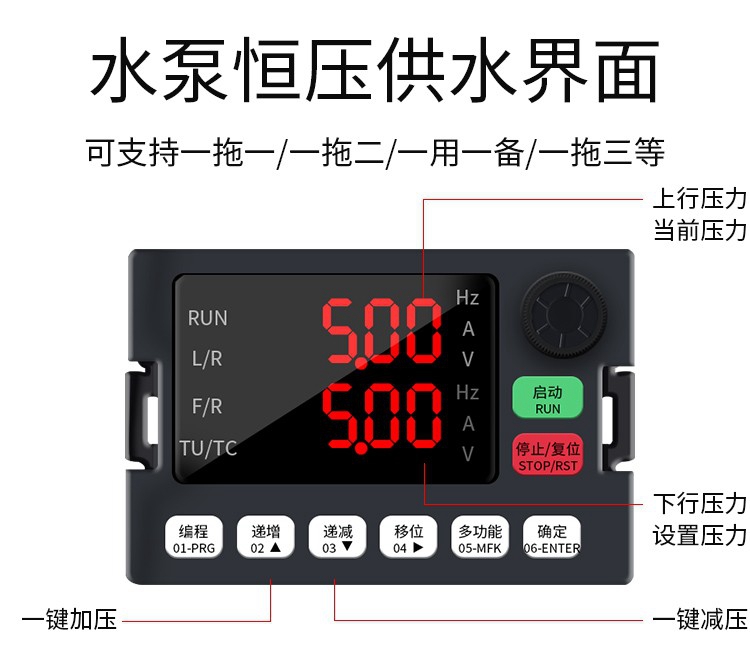 水泵恒压供水界面
可支持一拖一/一拖二/一用一备/一拖三等
上行压力
当前压力
RUN
L/R
F/R
TU/TC
5.00
Hz
A
V
5.00
Hz
A
V
启动
RUN
停止/复位
STOP/RST
下行压力
设置压力
编程
01-PRG
递增
02 ▲
递减
03 ▼
移位
04 ▶
多功能
05-MFK
确定
06-ENTER
一键加压
一键减压